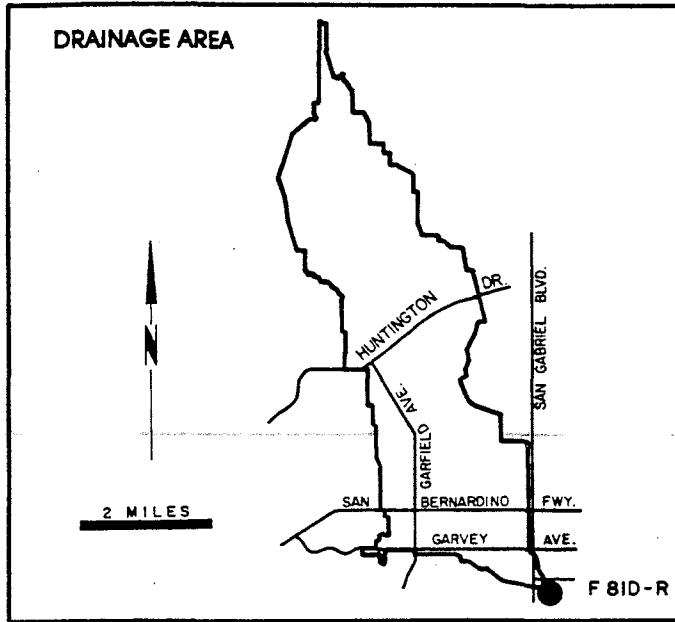 DRAINAGE AREA
HUNTINGTON DR.
SAN GABRIEL BLVD.
N
GARFIELD AVE.
2 MILES
SAN BERNARDINO FWY.
GARVEY AVE.
F 81D-R